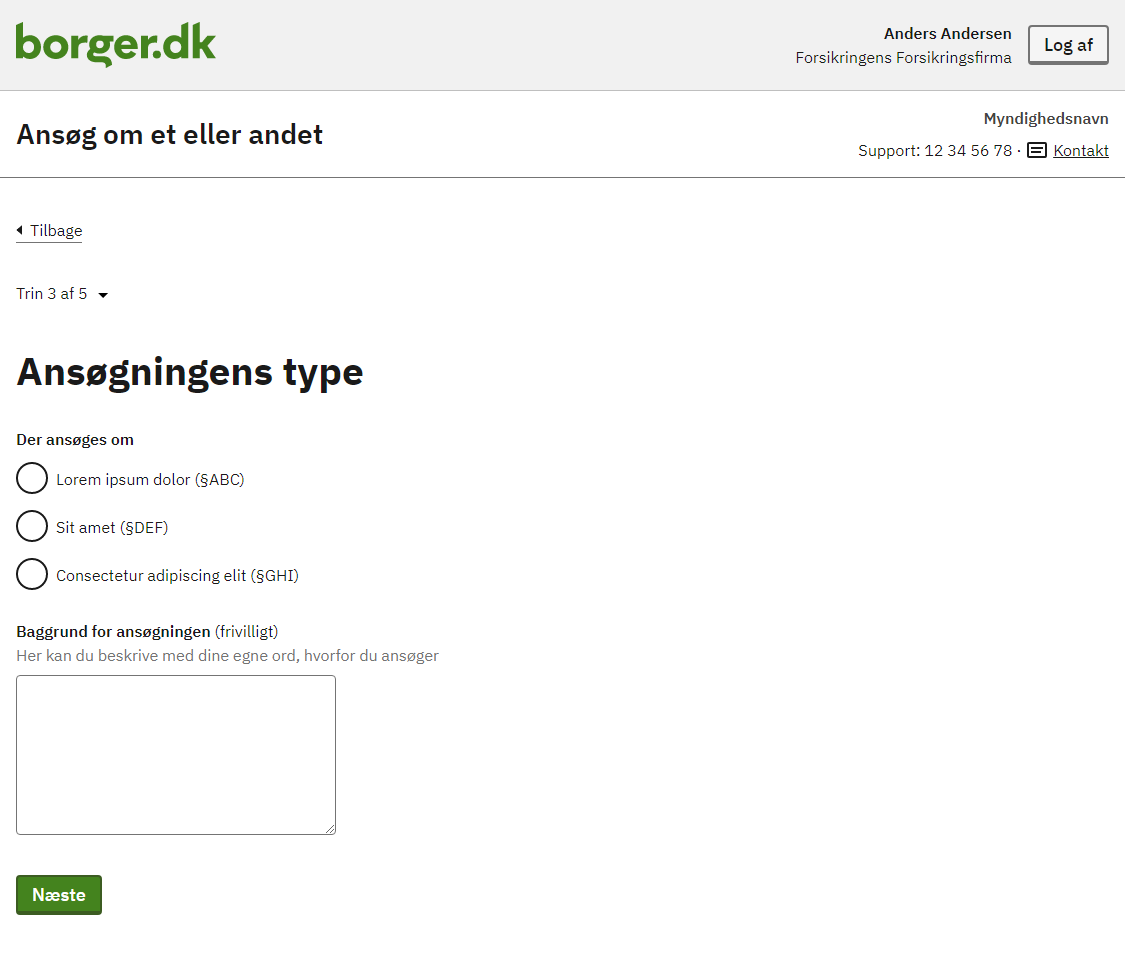 borger.dk
Anders Andersen
Forsikringens Forsikringsfirma
Log af
Ansøg om et eller andet
Myndighedsnavn
Support: 12 34 56 78 · Kontakt
Tilbage
Trin 3 af 5
Ansøgningens type
Der ansøges om
Lorem ipsum dolor (§ABC)
Sit amet (§DEF)
Consectetur adipiscing elit (§GHI)
Baggrund for ansøgningen (frivilligt)
Her kan du beskrive med dine egne ord, hvorfor du ansøger
Næste